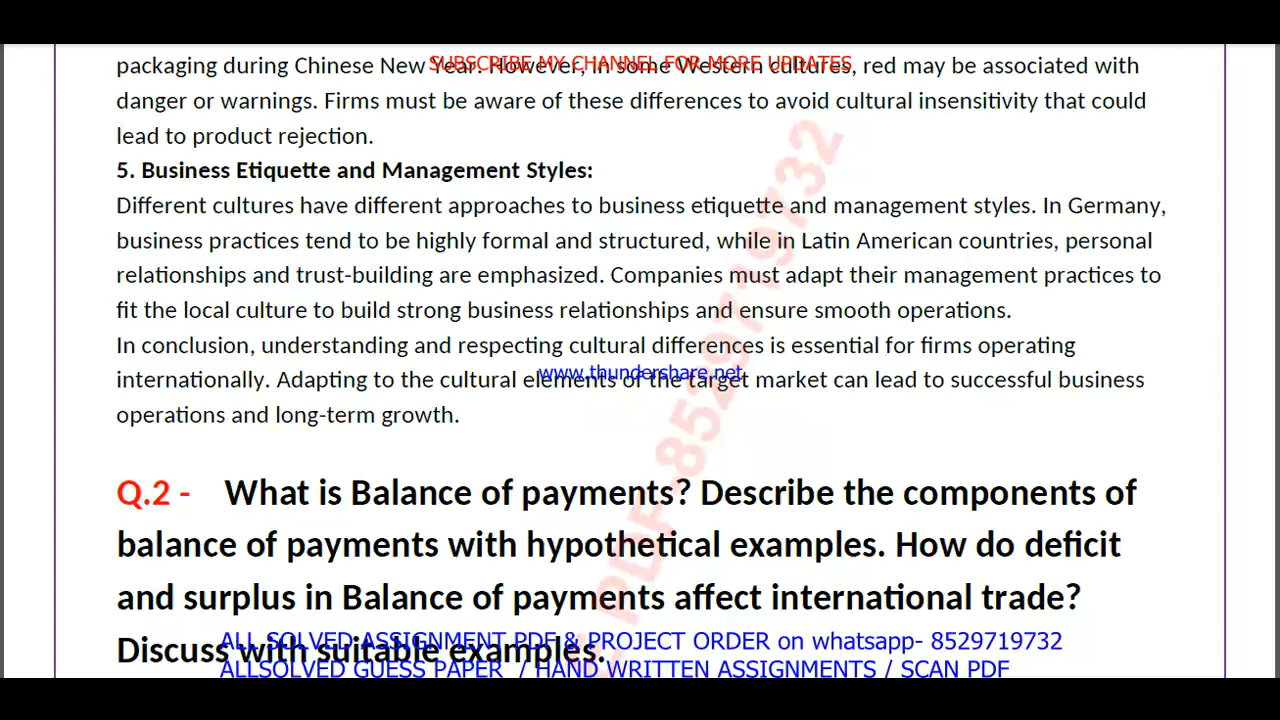 SUBSCRIBE MY CHANNEL FOR MORE UPDATES
packaging during Chinese New Year. However, in some Western cultures, red may be associated with
danger or warnings. Firms must be aware of these differences to avoid cultural insensitivity that could
lead to product rejection.
5. Business Etiquette and Management Styles:
Different cultures have different approaches to business etiquette and management styles. In Germany,
business practices tend to be highly formal and structured, while in Latin American countries, personal
relationships and trust-building are emphasized. Companies must adapt their management practices to
fit the local culture to build strong business relationships and ensure smooth operations.
In conclusion, understanding and respecting cultural differences is essential for firms operating
www.thundershare.net
internationally. Adapting to the cultural elements of the target market can lead to successful business
operations and long-term growth.
PDF -8529719732
Q.2 - What is Balance of payments? Describe the components of
balance of payments with hypothetical examples. How do deficit
and surplus in Balance of payments affect international trade?
Discuss with suitable examples.
ALL SOLVED ASSIGNMENT PDF & PROJECT ORDER on whatsapp- 8529719732
ALLSOLVED GUESS PAPER / HAND WRITTEN ASSIGNMENTS / SCAN PDF